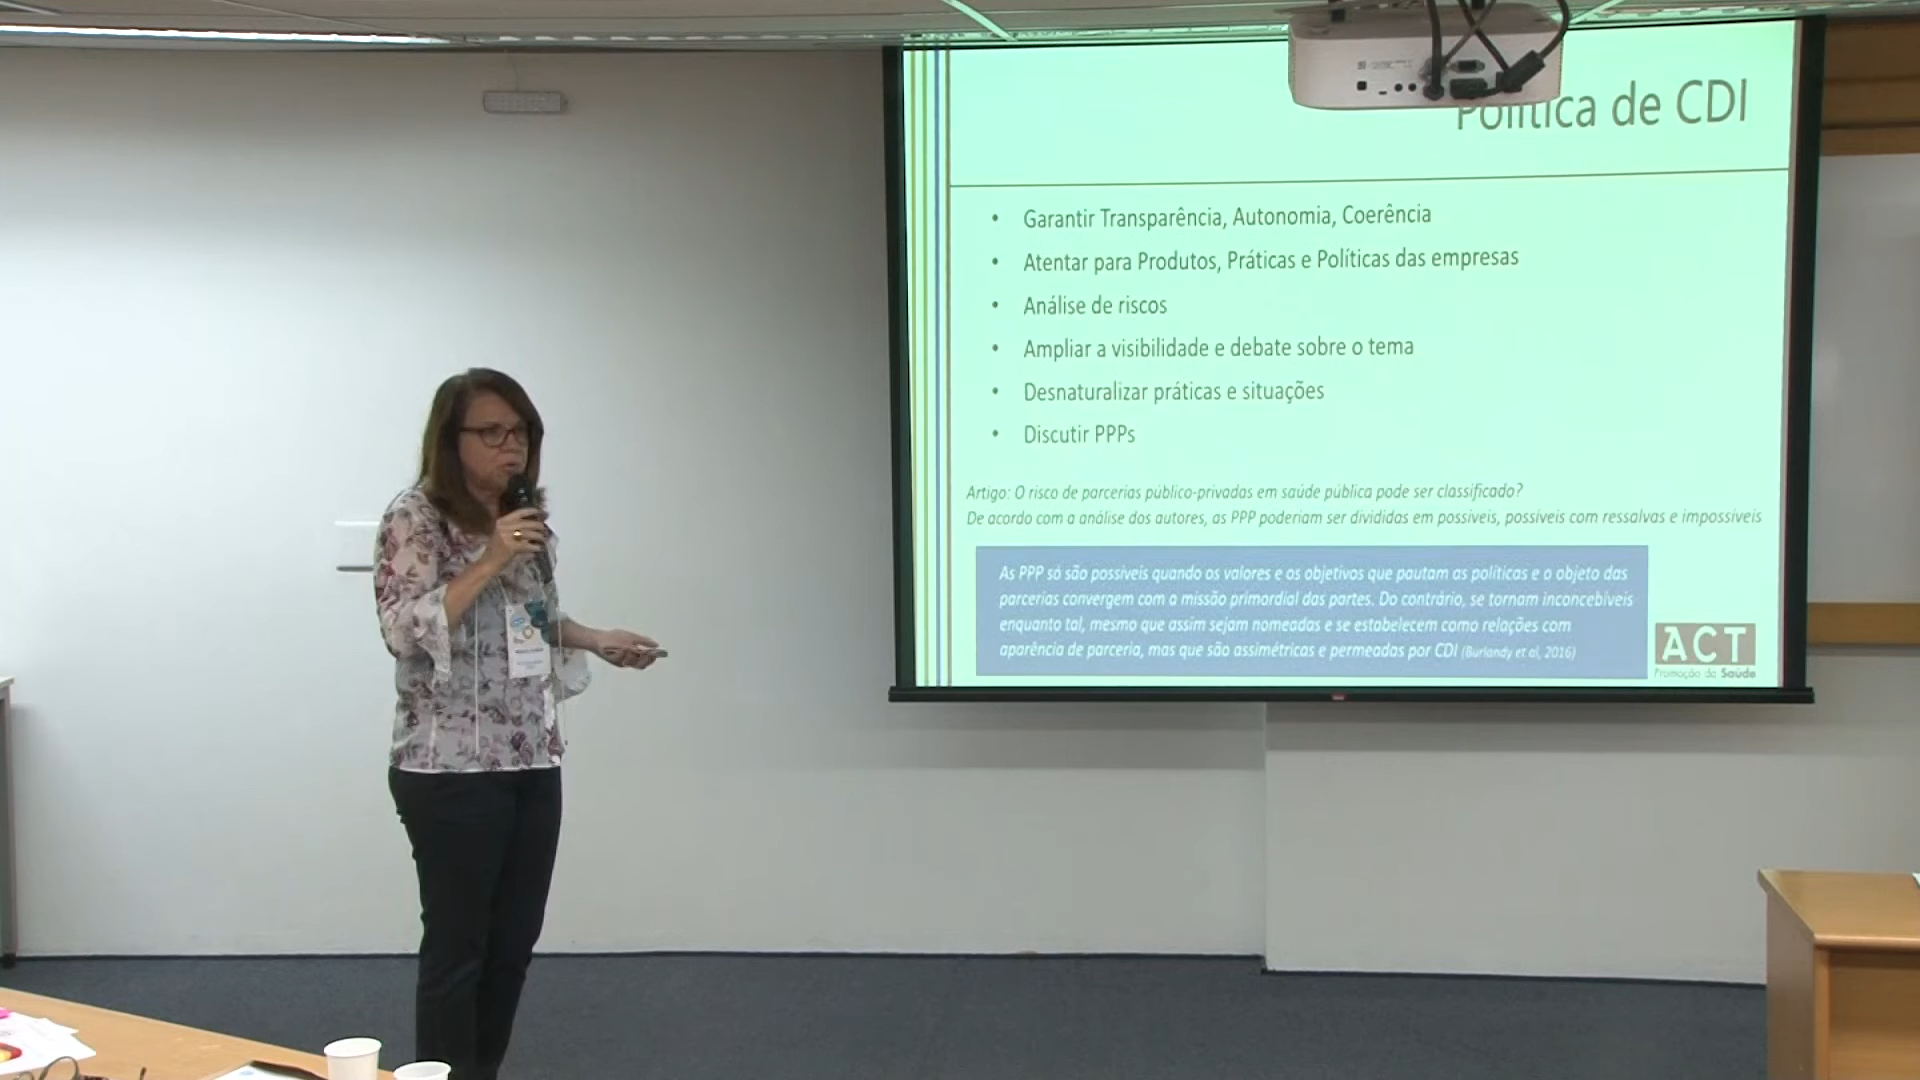 Política de CDI
• Garantir Transparência, Autonomia, Coerência
• Atentar para Produtos, Práticas e Políticas das empresas
• Análise de riscos
• Ampliar a visibilidade e debate sobre o tema
• Desnaturalizar práticas e situações
• Discutir PPPs
Artigo: O risco de parcerias público-privadas em saúde pública pode ser classificado?
De acordo com a análise dos autores, as PPP poderiam ser divididas em possíveis, possíveis com ressalvas e impossíveis
As PPP só são possíveis quando os valores e os objetivos que pautam as políticas e o objeto das
parcerias convergem com a missão primordial das partes. Do contrário, se tornam inconcebíveis
enquanto tal, mesmo que assim sejam nomeadas e se estabelecem como relações com
aparência de parceria, mas que são assimétricas e permeadas por CDI (Burlandy et al, 2016)
ACT
Promoção da Saúde